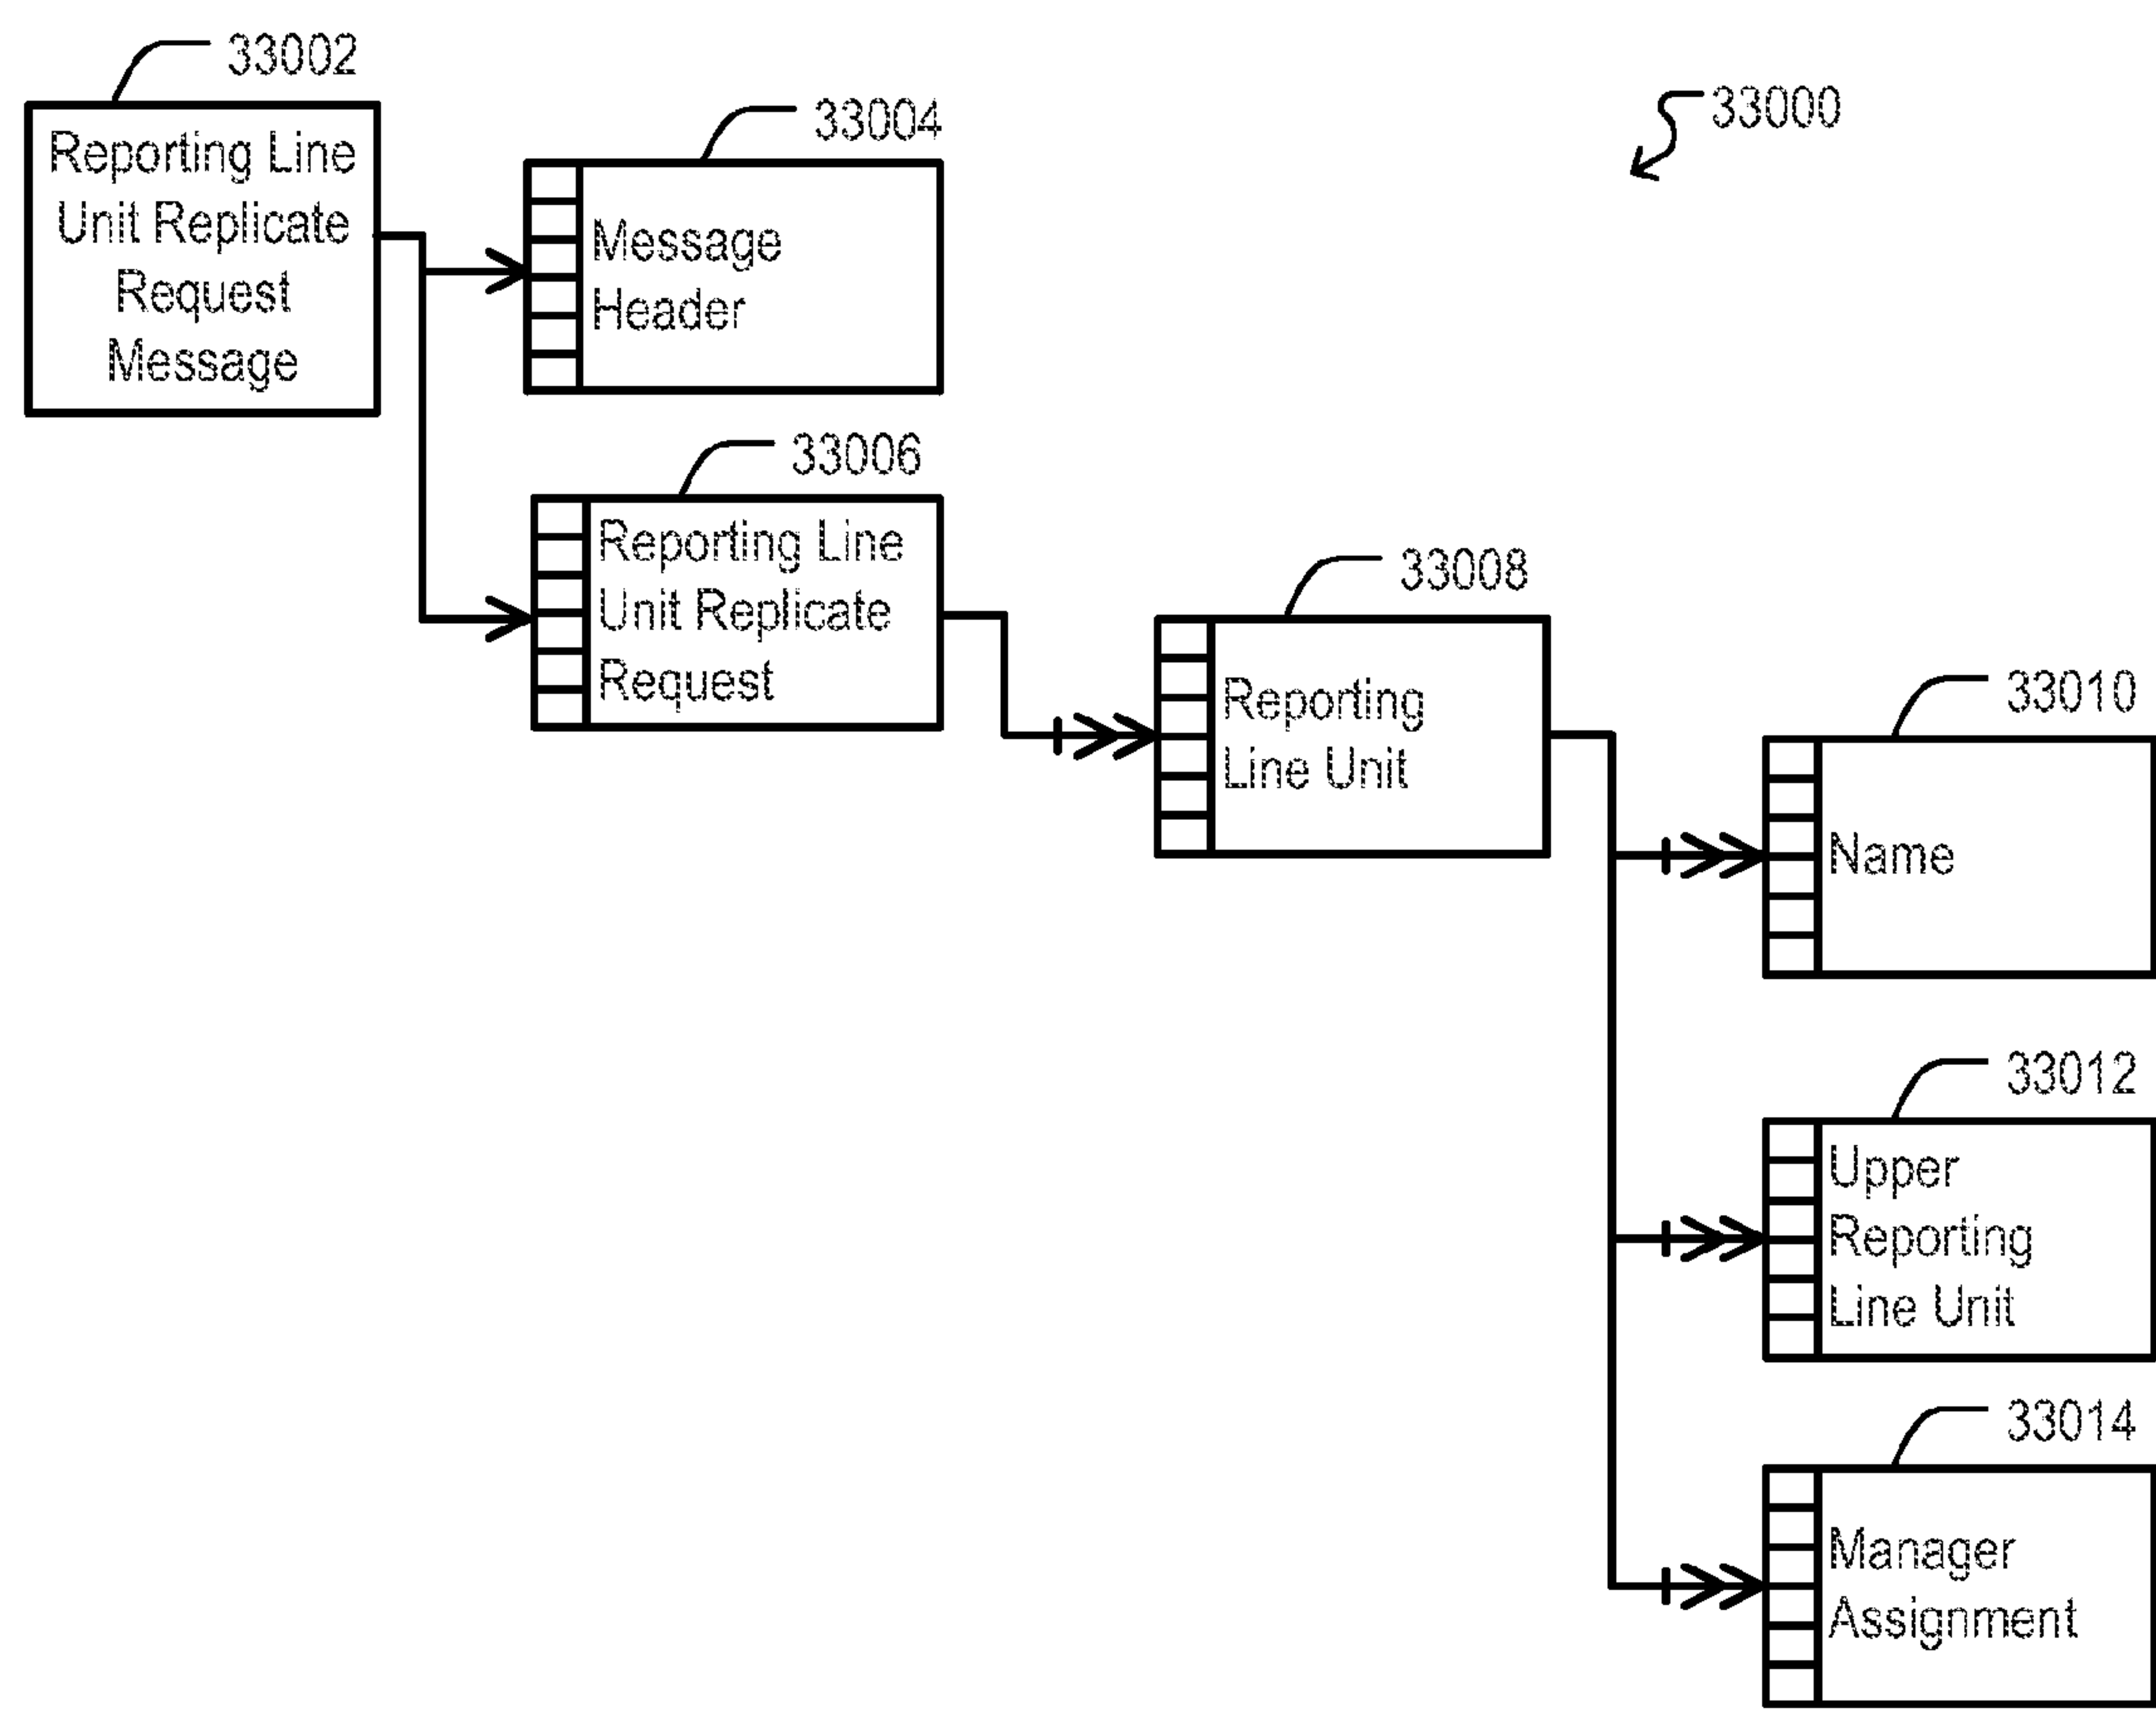 33002
Reporting Line
Unit Replicate
Request
Message
33004
Message
Header
33000
33006
Reporting Line
Unit Replicate
Request
33008
Reporting
Line Unit
33010
Name
33012
Upper
Reporting
Line Unit
33014
Manager
Assignment